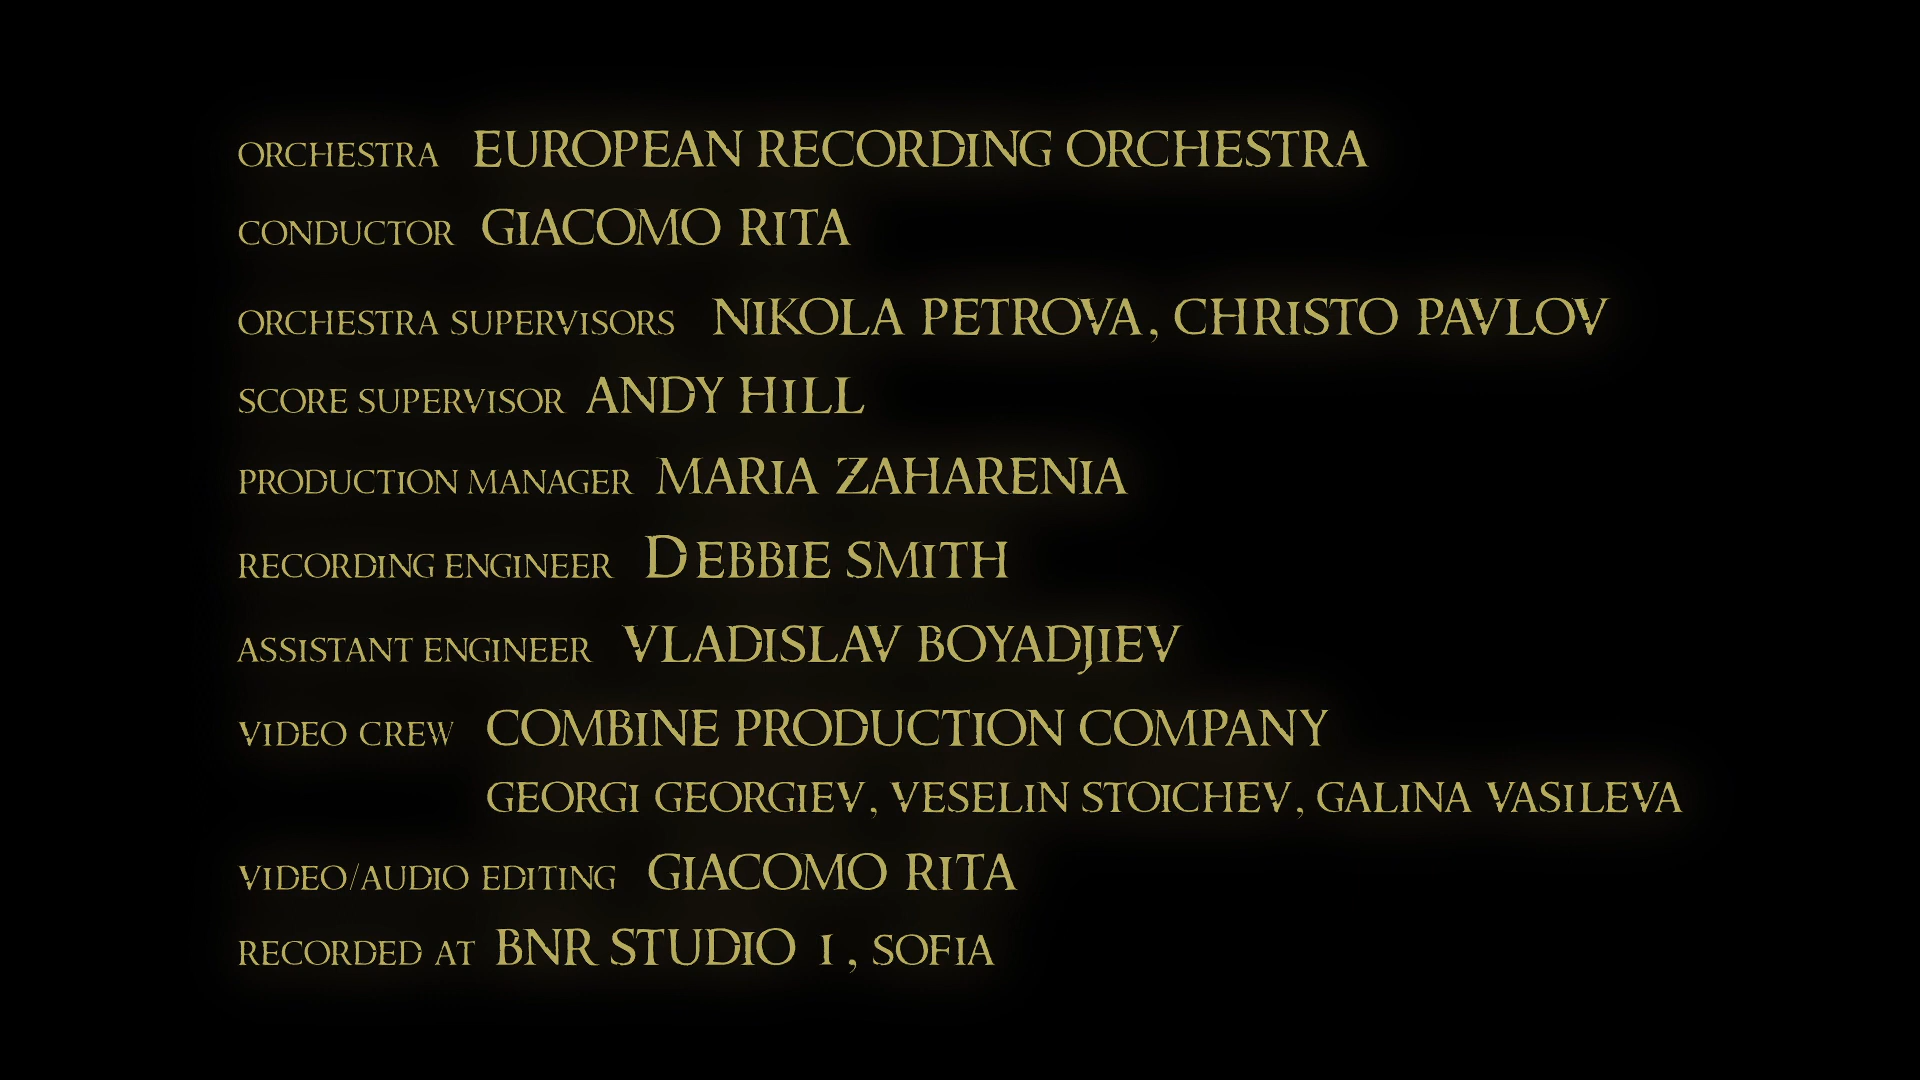 ORCHESTRA EUROPEAN RECORDING ORCHESTRA
CONDUCTOR GIACOMO RITA
ORCHESTRA SUPERVISORS NIKOLA PETROVA, CHRISTO PAVLOV
SCORE SUPERVISOR ANDY HILL
PRODUCTION MANAGER MARIA ZAHARENIA
RECORDING ENGINEER DEBBIE SMITH
ASSISTANT ENGINEER VLADISLAV BOYADJIEV
VIDEO CREW COMBINE PRODUCTION COMPANY
GEORGI GEORGIEV, VESELIN STOICHEV, GALINA VASILEVA
VIDEO/AUDIO EDITING GIACOMO RITA
RECORDED AT BNR STUDIO 1, SOFIA